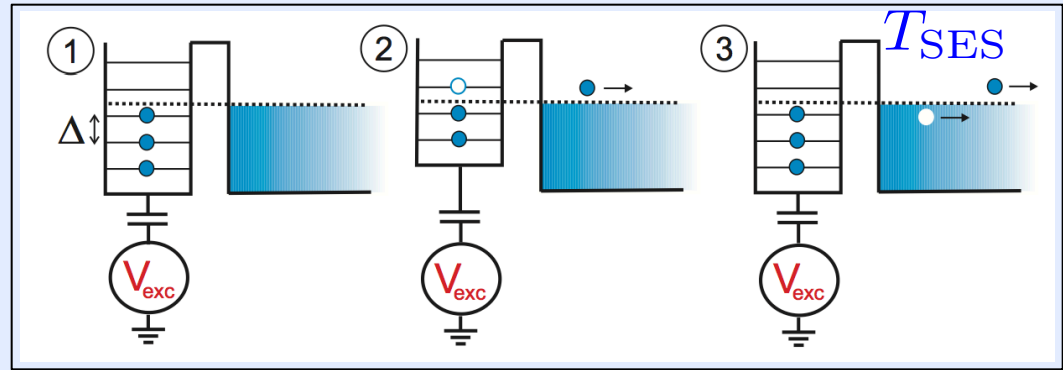 1
2
3
T_SES
Δ
V_exc
V_exc
V_exc